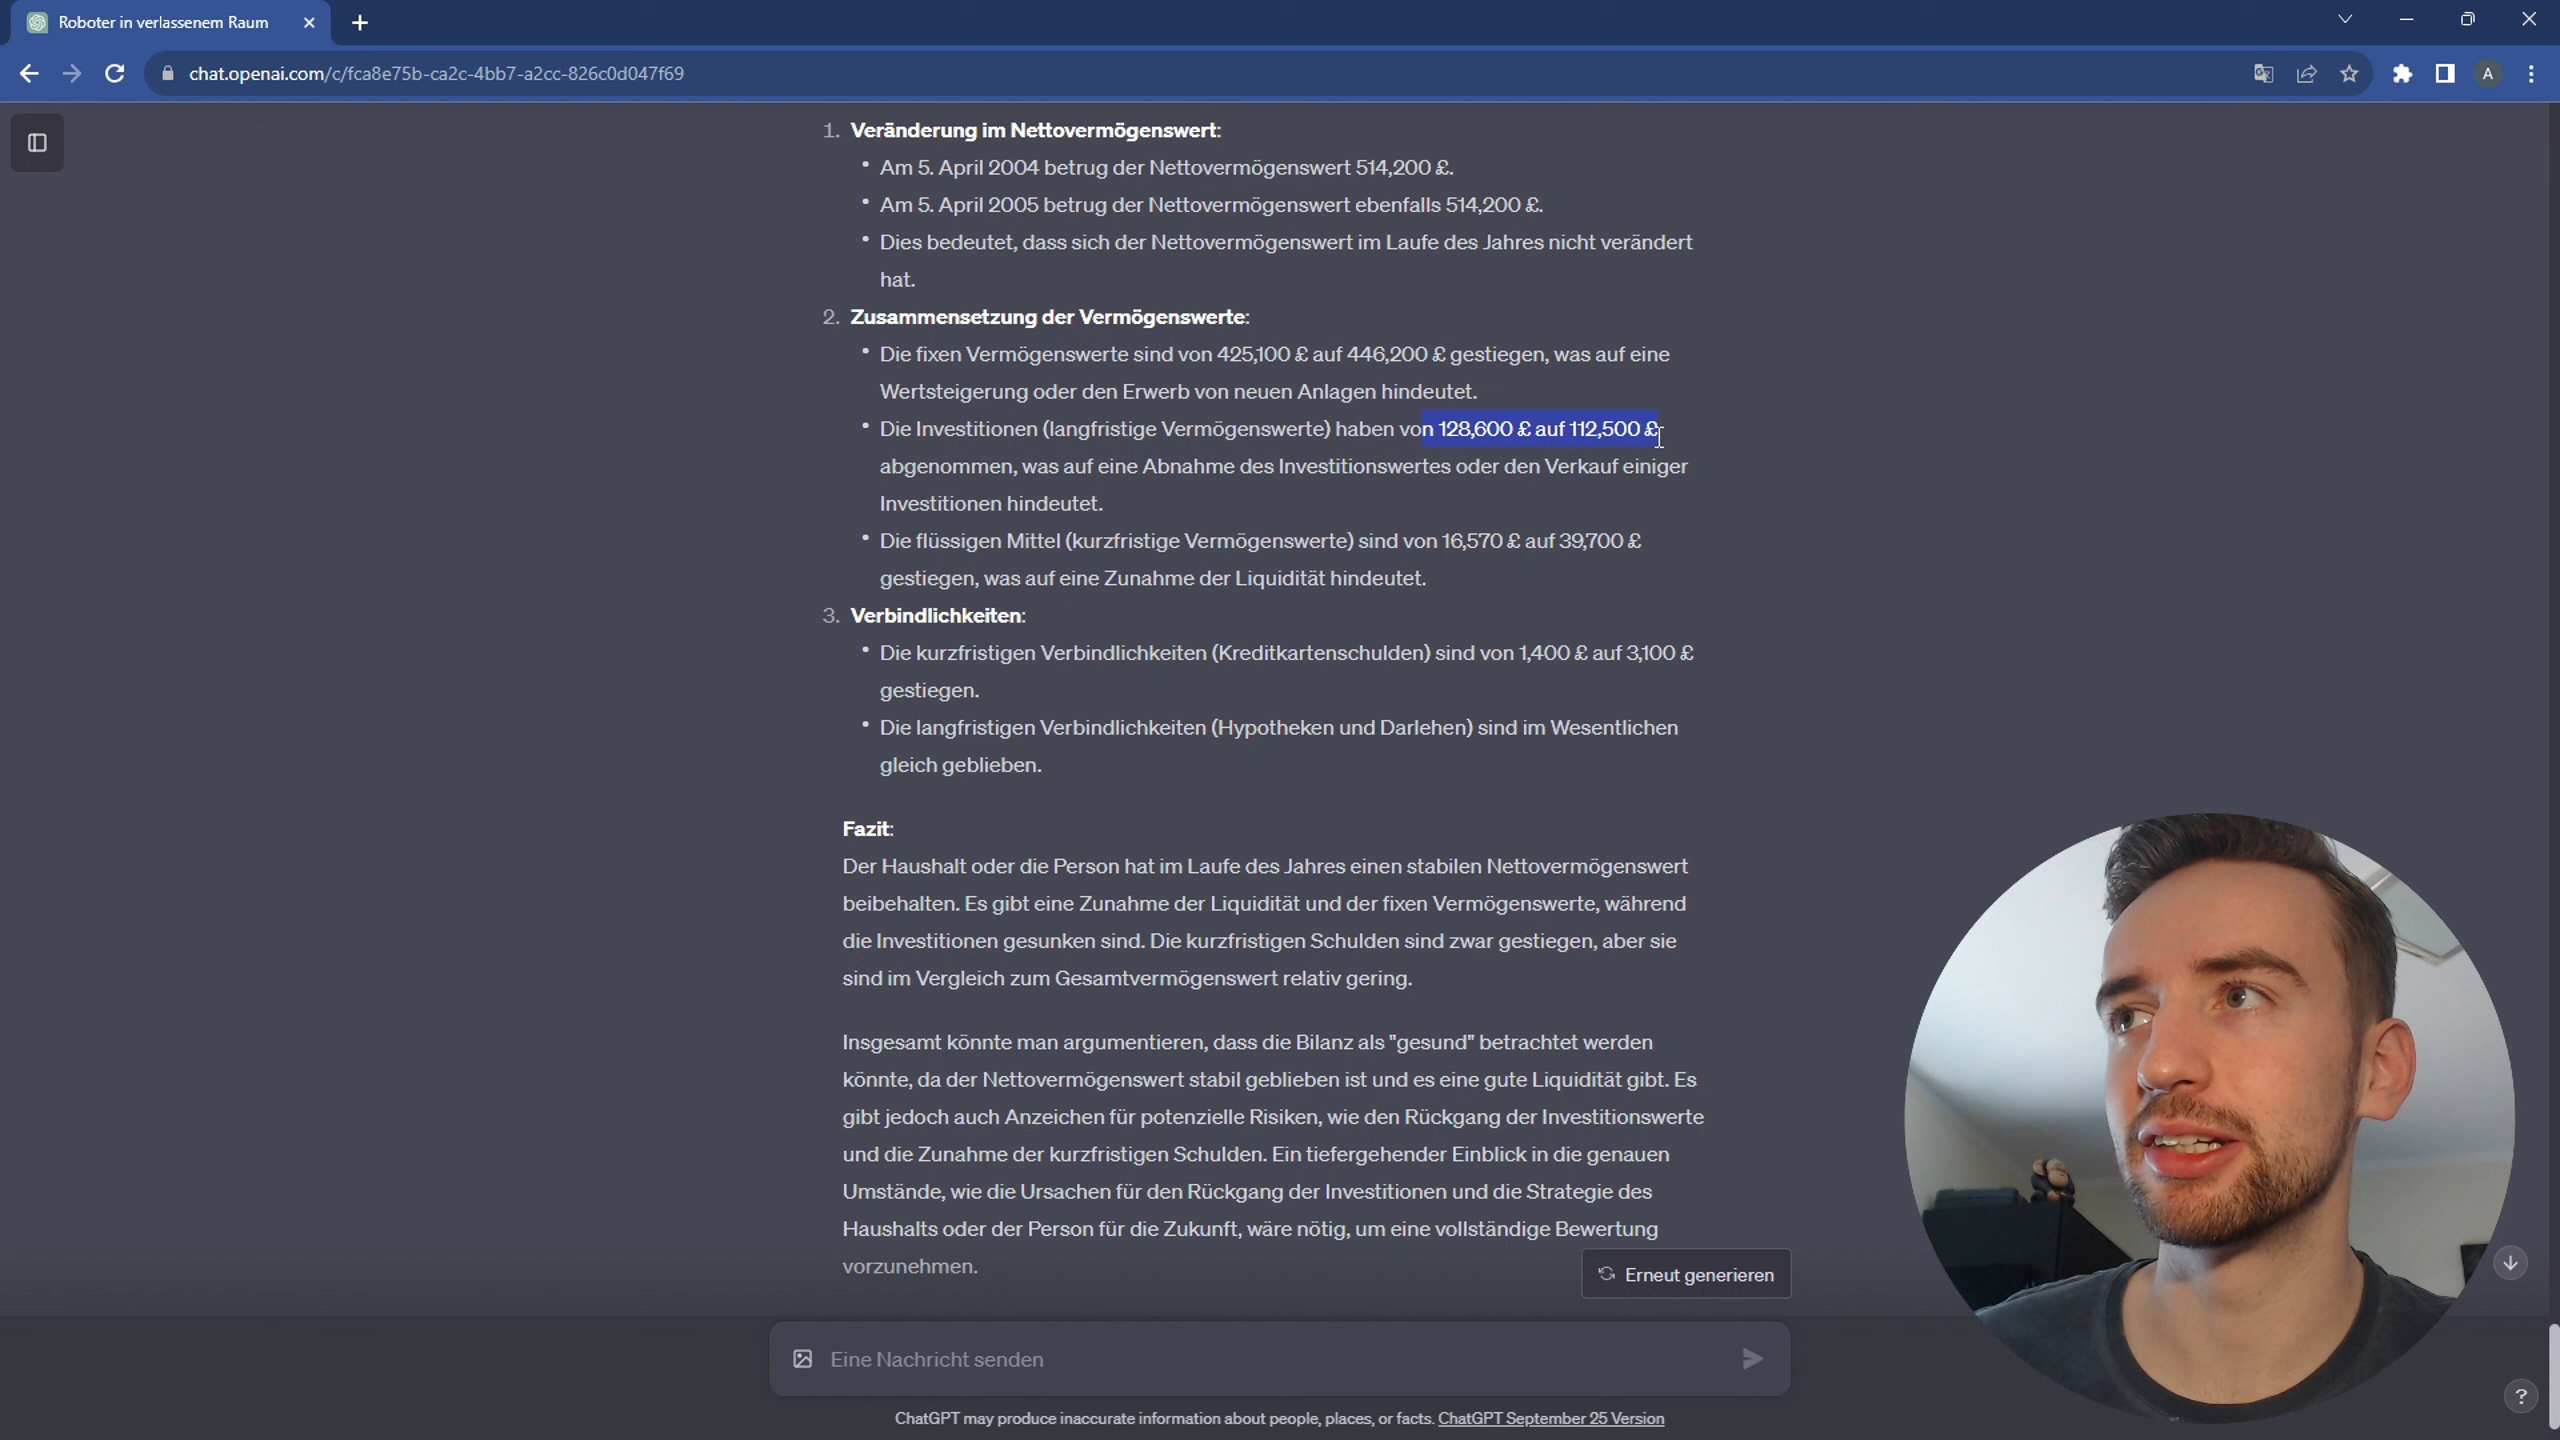 Roboter in verlassenem Raum
chat.openai.com/c/fca8e75b-ca2c-4bb7-a2cc-826c0d047f69
A
1. Veränderung im Nettovermögenswert:
• Am 5. April 2004 betrug der Nettovermögenswert 514,200 £.
• Am 5. April 2005 betrug der Nettovermögenswert ebenfalls 514,200 £.
• Dies bedeutet, dass sich der Nettovermögenswert im Laufe des Jahres nicht verändert
hat.
2. Zusammensetzung der Vermögenswerte:
• Die fixen Vermögenswerte sind von 425,100 £ auf 446,200 £ gestiegen, was auf eine
Wertsteigerung oder den Erwerb von neuen Anlagen hindeutet.
• Die Investitionen (langfristige Vermögenswerte) haben von 128,600 £ auf 112,500 £
abgenommen, was auf eine Abnahme des Investitionswertes oder den Verkauf einiger
Investitionen hindeutet.
• Die flüssigen Mittel (kurzfristige Vermögenswerte) sind von 16,570 £ auf 39,700 £
gestiegen, was auf eine Zunahme der Liquidität hindeutet.
3. Verbindlichkeiten:
• Die kurzfristigen Verbindlichkeiten (Kreditkartenschulden) sind von 1,400 £ auf 3,100 £
gestiegen.
• Die langfristigen Verbindlichkeiten (Hypotheken und Darlehen) sind im Wesentlichen
gleich geblieben.
Fazit:
Der Haushalt oder die Person hat im Laufe des Jahres einen stabilen Nettovermögenswert
beibehalten. Es gibt eine Zunahme der Liquidität und der fixen Vermögenswerte, während
die Investitionen gesunken sind. Die kurzfristigen Schulden sind zwar gestiegen, aber sie
sind im Vergleich zum Gesamtvermögenswert relativ gering.
Insgesamt könnte man argumentieren, dass die Bilanz als "gesund" betrachtet werden
könnte, da der Nettovermögenswert stabil geblieben ist und es eine gute Liquidität gibt. Es
gibt jedoch auch Anzeichen für potenzielle Risiken, wie den Rückgang der Investitionswerte
und die Zunahme der kurzfristigen Schulden. Ein tiefergehender Einblick in die genauen
Umstände, wie die Ursachen für den Rückgang der Investitionen und die Strategie des
Haushalts oder der Person für die Zukunft, wäre nötig, um eine vollständige Bewertung
vorzunehmen.
Erneut generieren
Eine Nachricht senden
ChatGPT may produce inaccurate information about people, places, or facts. ChatGPT September 25 Version
?